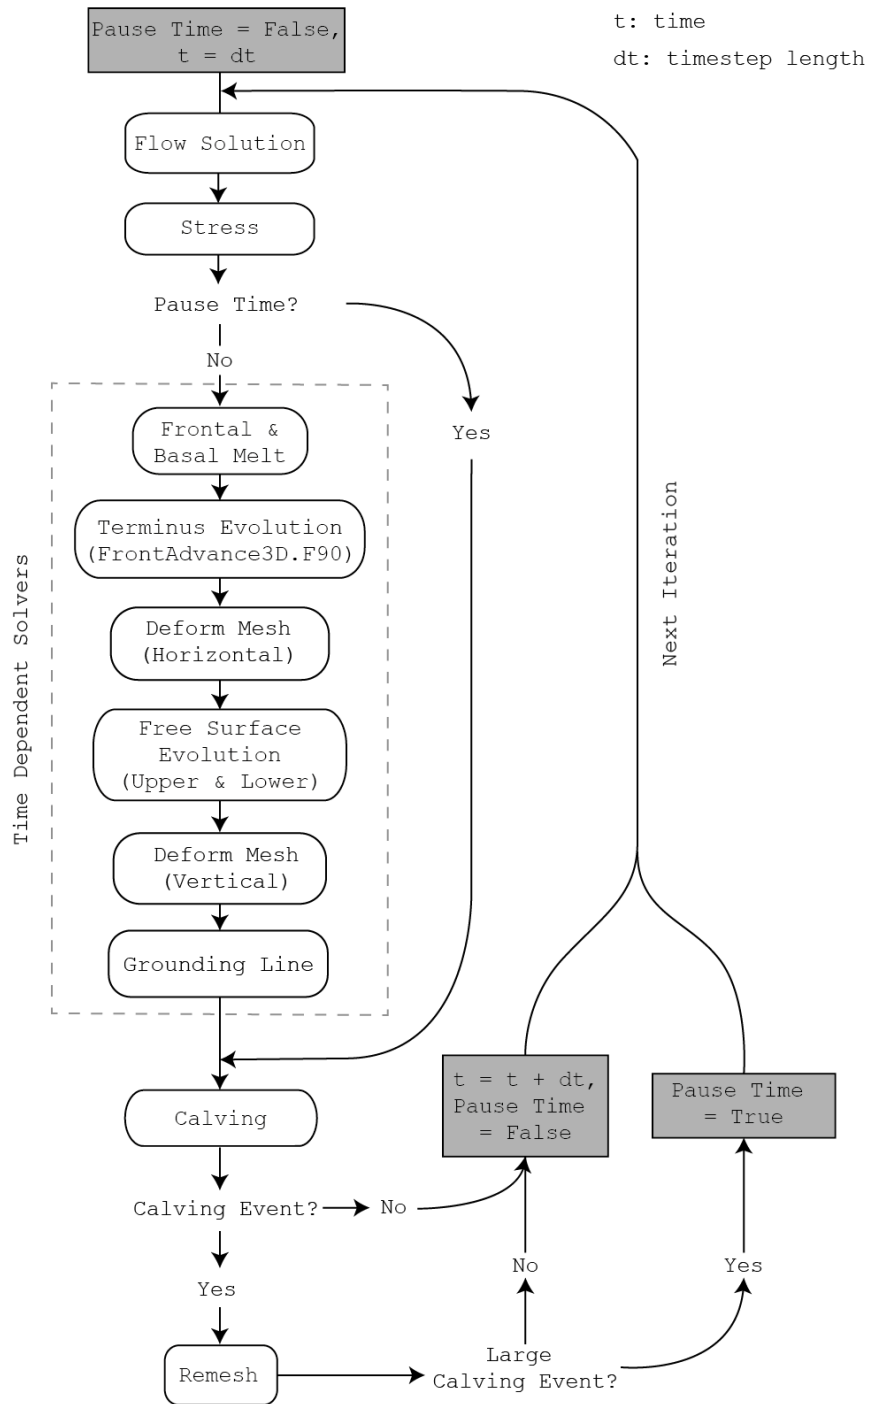 Pause Time = False,
t = dt
t: time
dt: timestep length
Flow Solution
Stress
Pause Time?
No
Yes
Time Dependent Solvers
Frontal &
Basal Melt
Terminus Evolution
(FrontAdvance3D.F90)
Deform Mesh
(Horizontal)
Free Surface
Evolution
(Upper & Lower)
Deform Mesh
(Vertical)
Grounding Line
Next Iteration
Calving
t = t + dt,
Pause Time
= False
Pause Time
= True
Calving Event?
No
Yes
No
Yes
Remesh
Large
Calving Event?